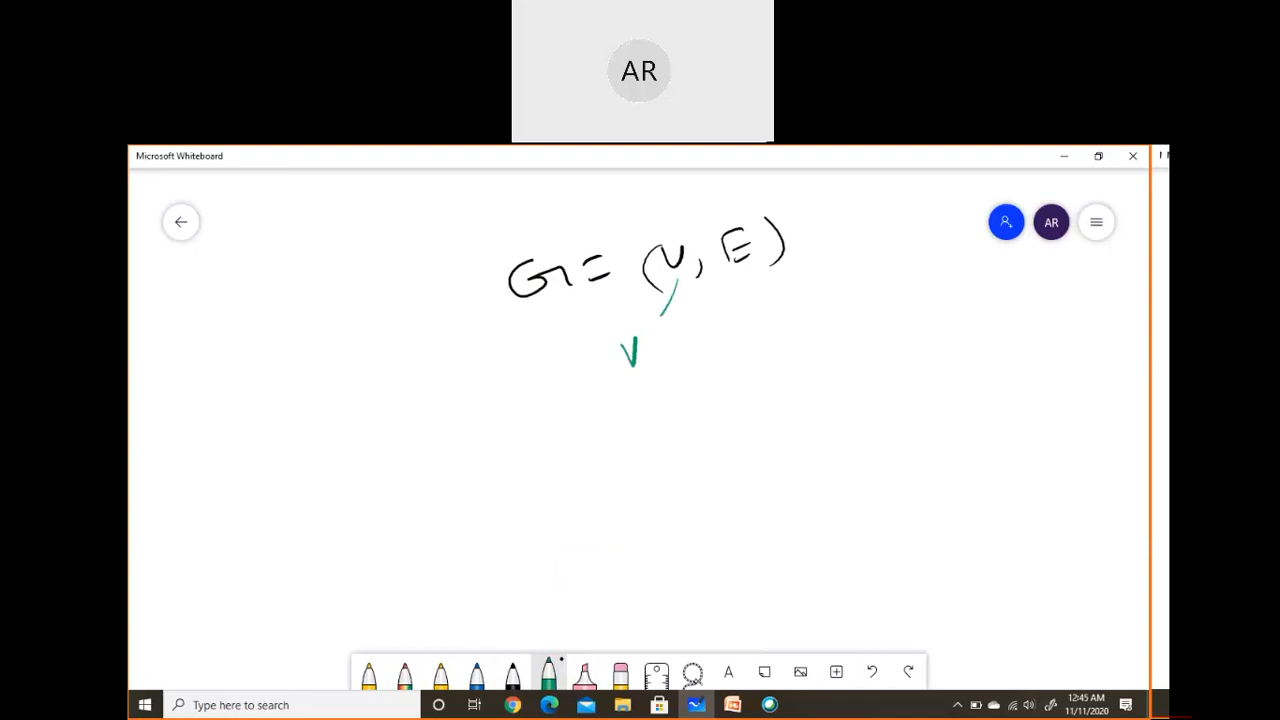 AR
Microsoft Whiteboard
AR
G = (V, E)
V
A
Type here to search
12:45 AM
11/11/2020